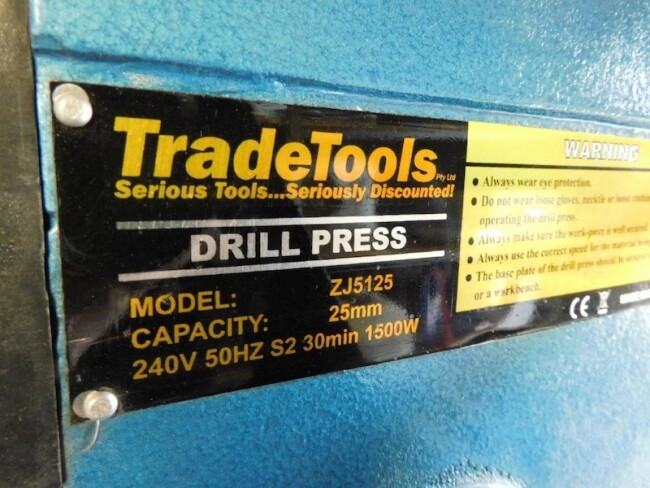 TradeTools Pty Ltd
Serious Tools...Seriously Discounted!
DRILL PRESS
MODEL: ZJ5125
CAPACITY: 25mm
240V 50HZ S2 30min 1500W
WARNING
• Always wear eye protection.
• Do not wear loose gloves, necktie or loose
operating the drill press.
• Always make sure the work-piece is well secured
• Always use the correct speed for the material
• The base plate of the drill press should be secured
or a workbench.
CE